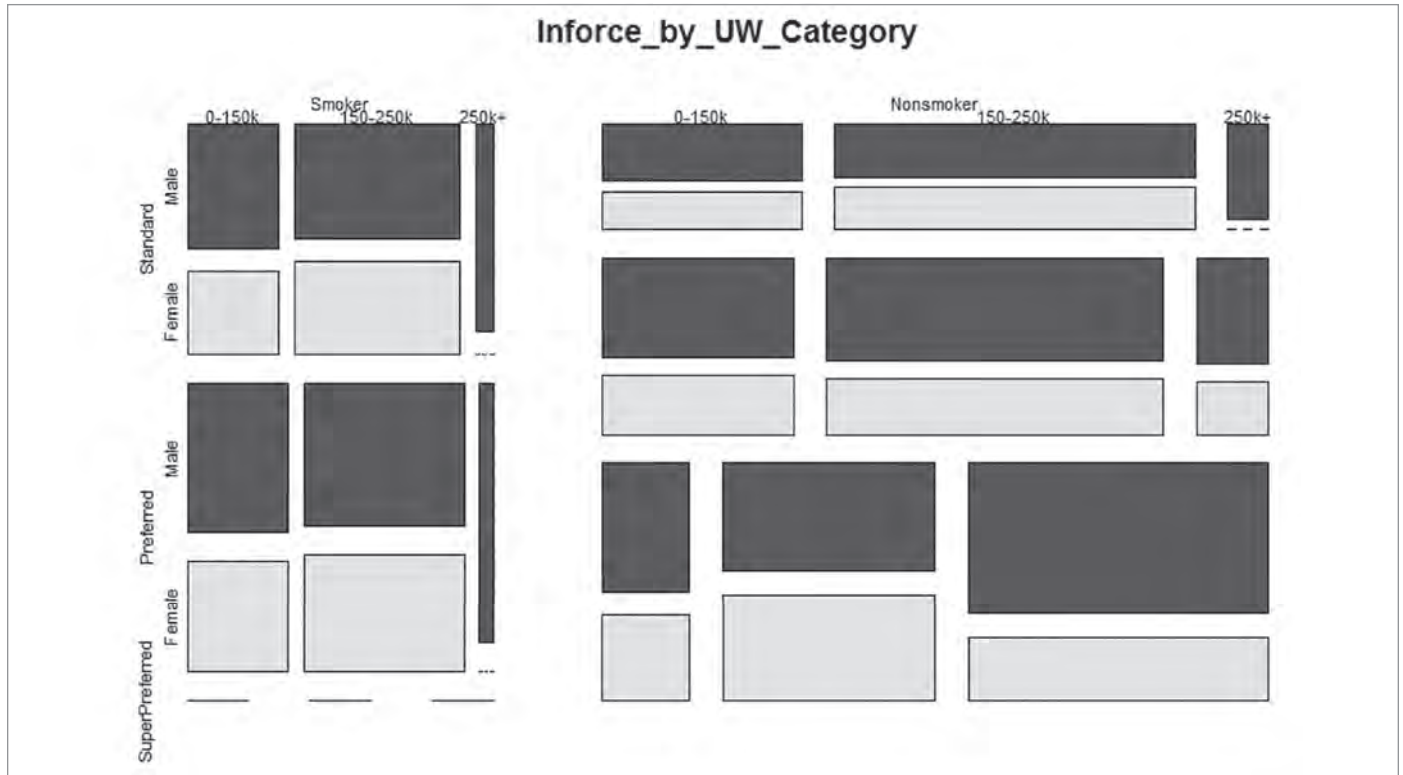 Inforce_by_UW_Category
Smoker
Nonsmoker
0-150k
150-250k
250k+
0-150k
150-250k
250k+
Standard
Male
Female
Preferred
Male
Female
SuperPreferred